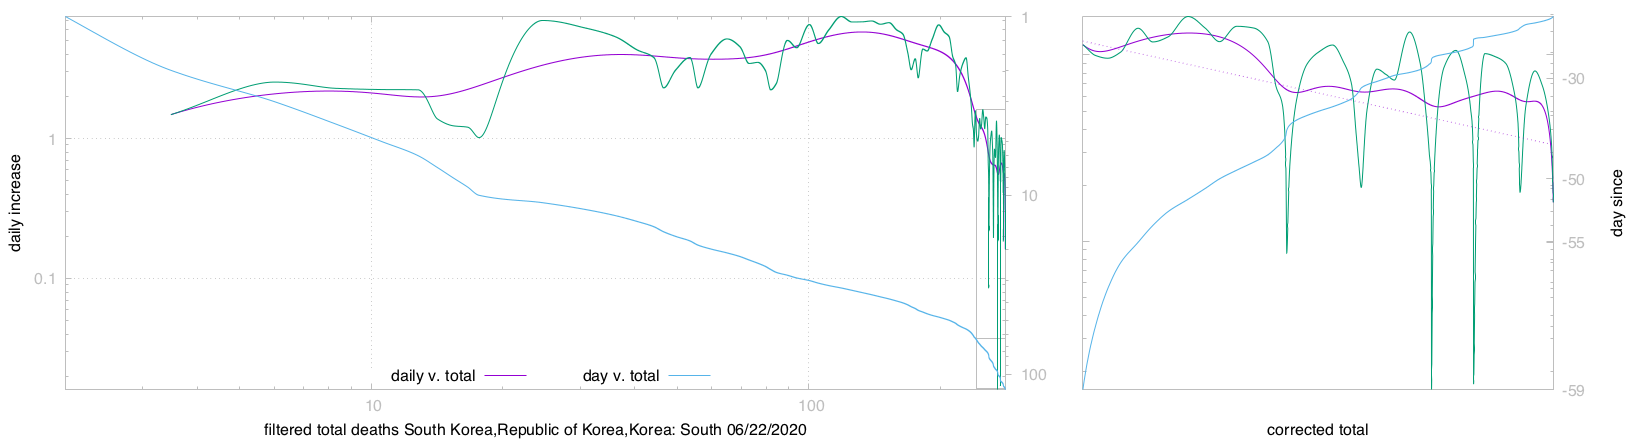 daily increase
1
0.1
10
100
1
10
100
daily v. total
day v. total
filtered total deaths South Korea,Republic of Korea,Korea: South 06/22/2020
-30
-50
-55
-59
day since
corrected total